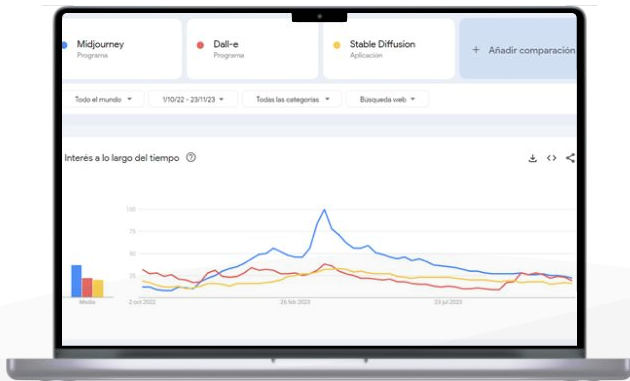 Midjourney
Programa
Dall-e
Programa
Stable Diffusion
Aplicación
+ Añadir comparación
Todo el mundo
1/10/22 - 23/11/23
Todas las categorías
Búsqueda web
Interés a lo largo del tiempo
100
75
50
25
Media
2 oct 2022
26 feb 2023
23 jul 2023